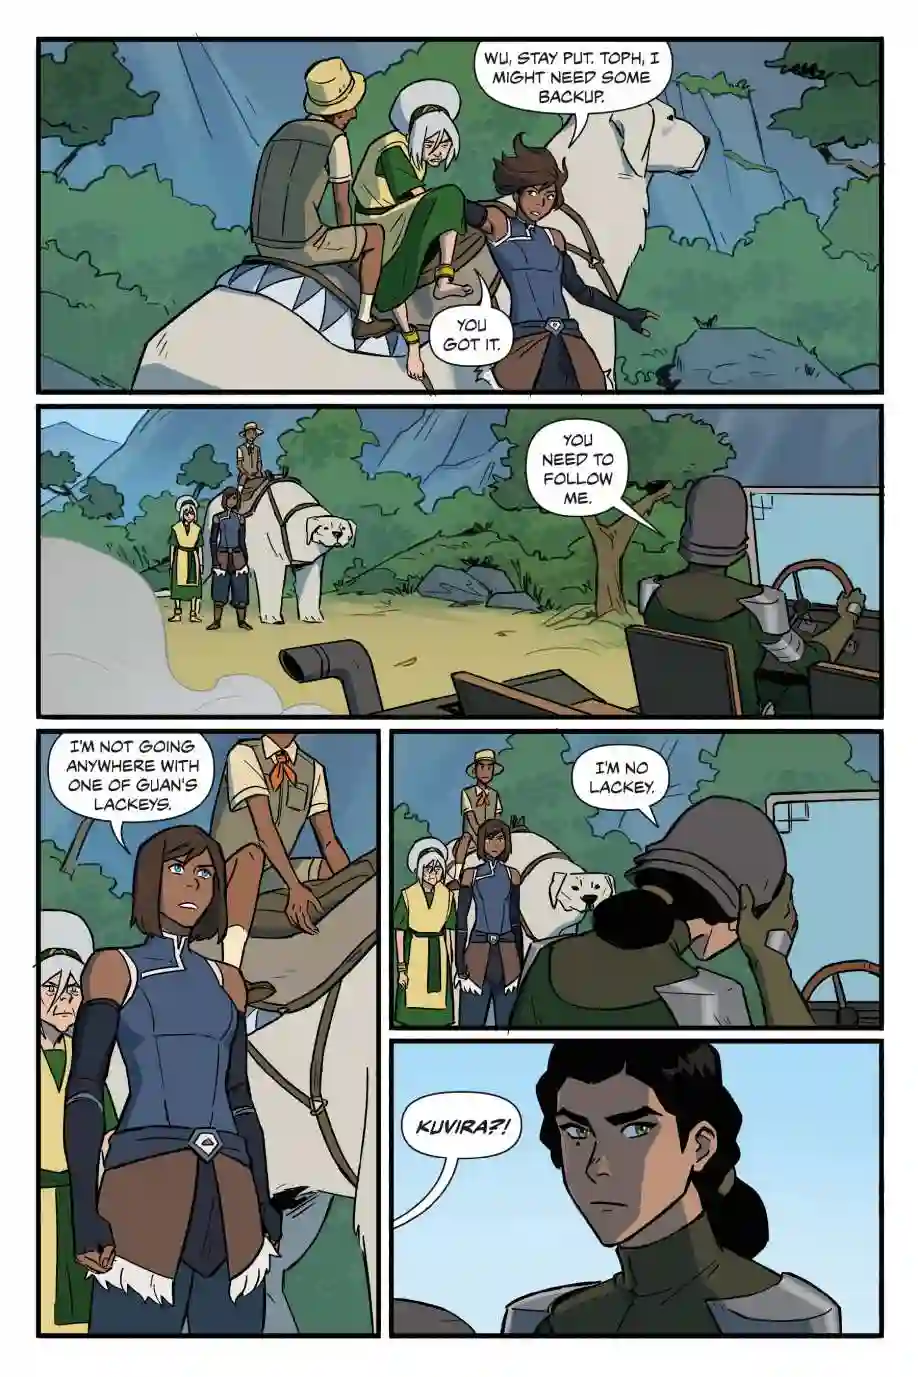 WU, STAY PUT. TOPH, I
MIGHT NEED SOME
BACKUP.
YOU
GOT IT.
YOU
NEED TO
FOLLOW
ME.
I'M NOT GOING
ANYWHERE WITH
ONE OF GUAN'S
LACKEYS.
I'M NO
LACKEY.
KUVIRA?!